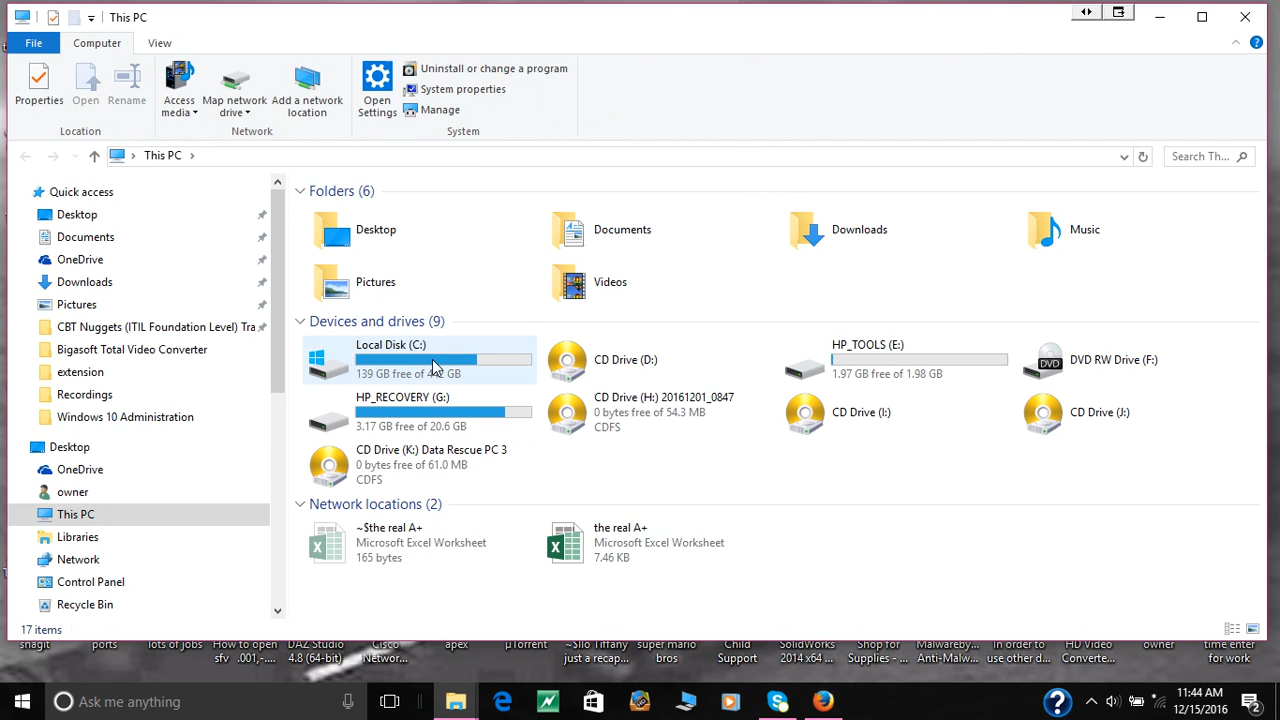 This PC
File Computer View
Properties Open Rename Access media Map network drive Add a network location Open Settings Uninstall or change a program
System properties
Manage
Location Network System
This PC
Search Th...
Quick access
Desktop
Documents
OneDrive
Downloads
Pictures
CBT Nuggets (ITIL Foundation Level) Tra
Bigasoft Total Video Converter
extension
Recordings
Windows 10 Administration
Desktop
OneDrive
owner
This PC
Libraries
Network
Control Panel
Recycle Bin
Folders (6)
Desktop Documents Downloads Music
Pictures Videos
Devices and drives (9)
Local Disk (C:)
139 GB free of GB
CD Drive (D:)
HP_TOOLS (E:)
1.97 GB free of 1.98 GB
DVD
DVD RW Drive (F:)
HP_RECOVERY (G:)
3.17 GB free of 20.6 GB
CD Drive (H:) 20161201_0847
0 bytes free of 54.3 MB
CDFS
CD Drive (I:)
CD Drive (J:)
CD Drive (K:) Data Rescue PC 3
0 bytes free of 61.0 MB
CDFS
Network locations (2)
~$the real A+
Microsoft Excel Worksheet
165 bytes
the real A+
Microsoft Excel Worksheet
7.46 KB
17 items
snagit ports lots of jobs How to open DAZ Studio Cisco apex µTorrent ~Silo Tiffany super mario Child SolidWorks Shop for Malwareby... In order to HD Video owner time enter
sfv .001,-.... 4.8 (64-bit) Networ... just a recap... bros Support 2014 x64 ... Supplies - ... Anti-Malw... use other d... Converte... for work
Ask me anything
11:44 AM
12/15/2016
2